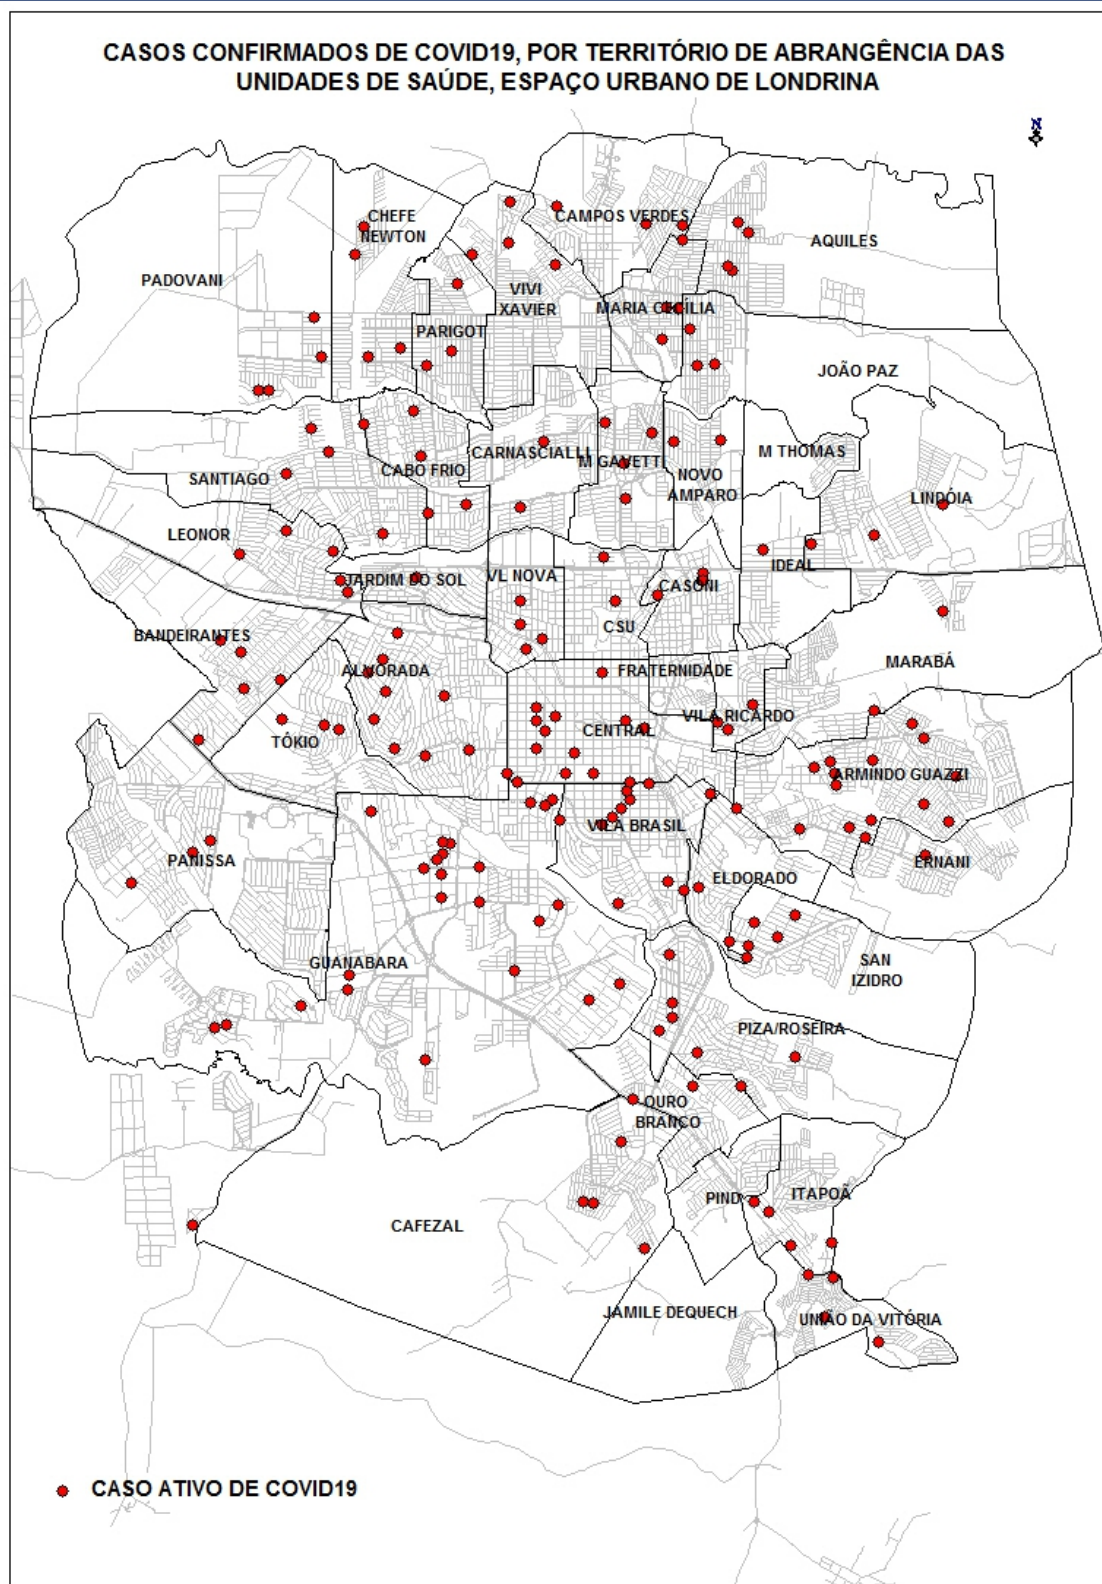 CASOS CONFIRMADOS DE COVID19, POR TERRITÓRIO DE ABRANGÊNCIA DAS
UNIDADES DE SAÚDE, ESPAÇO URBANO DE LONDRINA
N
CHEFE
NEWTON
CAMPOS VERDES
AQUILES
PADOVANI
VIVI
XAVIER
MARIA CECÍLIA
PARIGOT
JOÃO PAZ
CARNASCIALLI
M THOMAS
M GAVETTI
CABO FRIO
SANTIAGO
NOVO
AMPARO
LINDÓIA
LEONOR
IDEAL
VL NOVA
JARDIM DO SOL
CASONI
CSU
BANDEIRANTES
MARABÁ
ALVORADA
FRATERNIDADE
VILA RICARDO
CENTRAL
TÓKIO
ARMINDO GUAZZI
VILA BRASIL
PANISSA
ERNANI
ELDORADO
GUANABARA
SAN
IZIDRO
PIZA/ROSEIRA
OURO
BRANCO
PIND
ITAPOÃ
CAFEZAL
JAMILE DEQUECH
UNIÃO DA VITÓRIA
CASO ATIVO DE COVID19